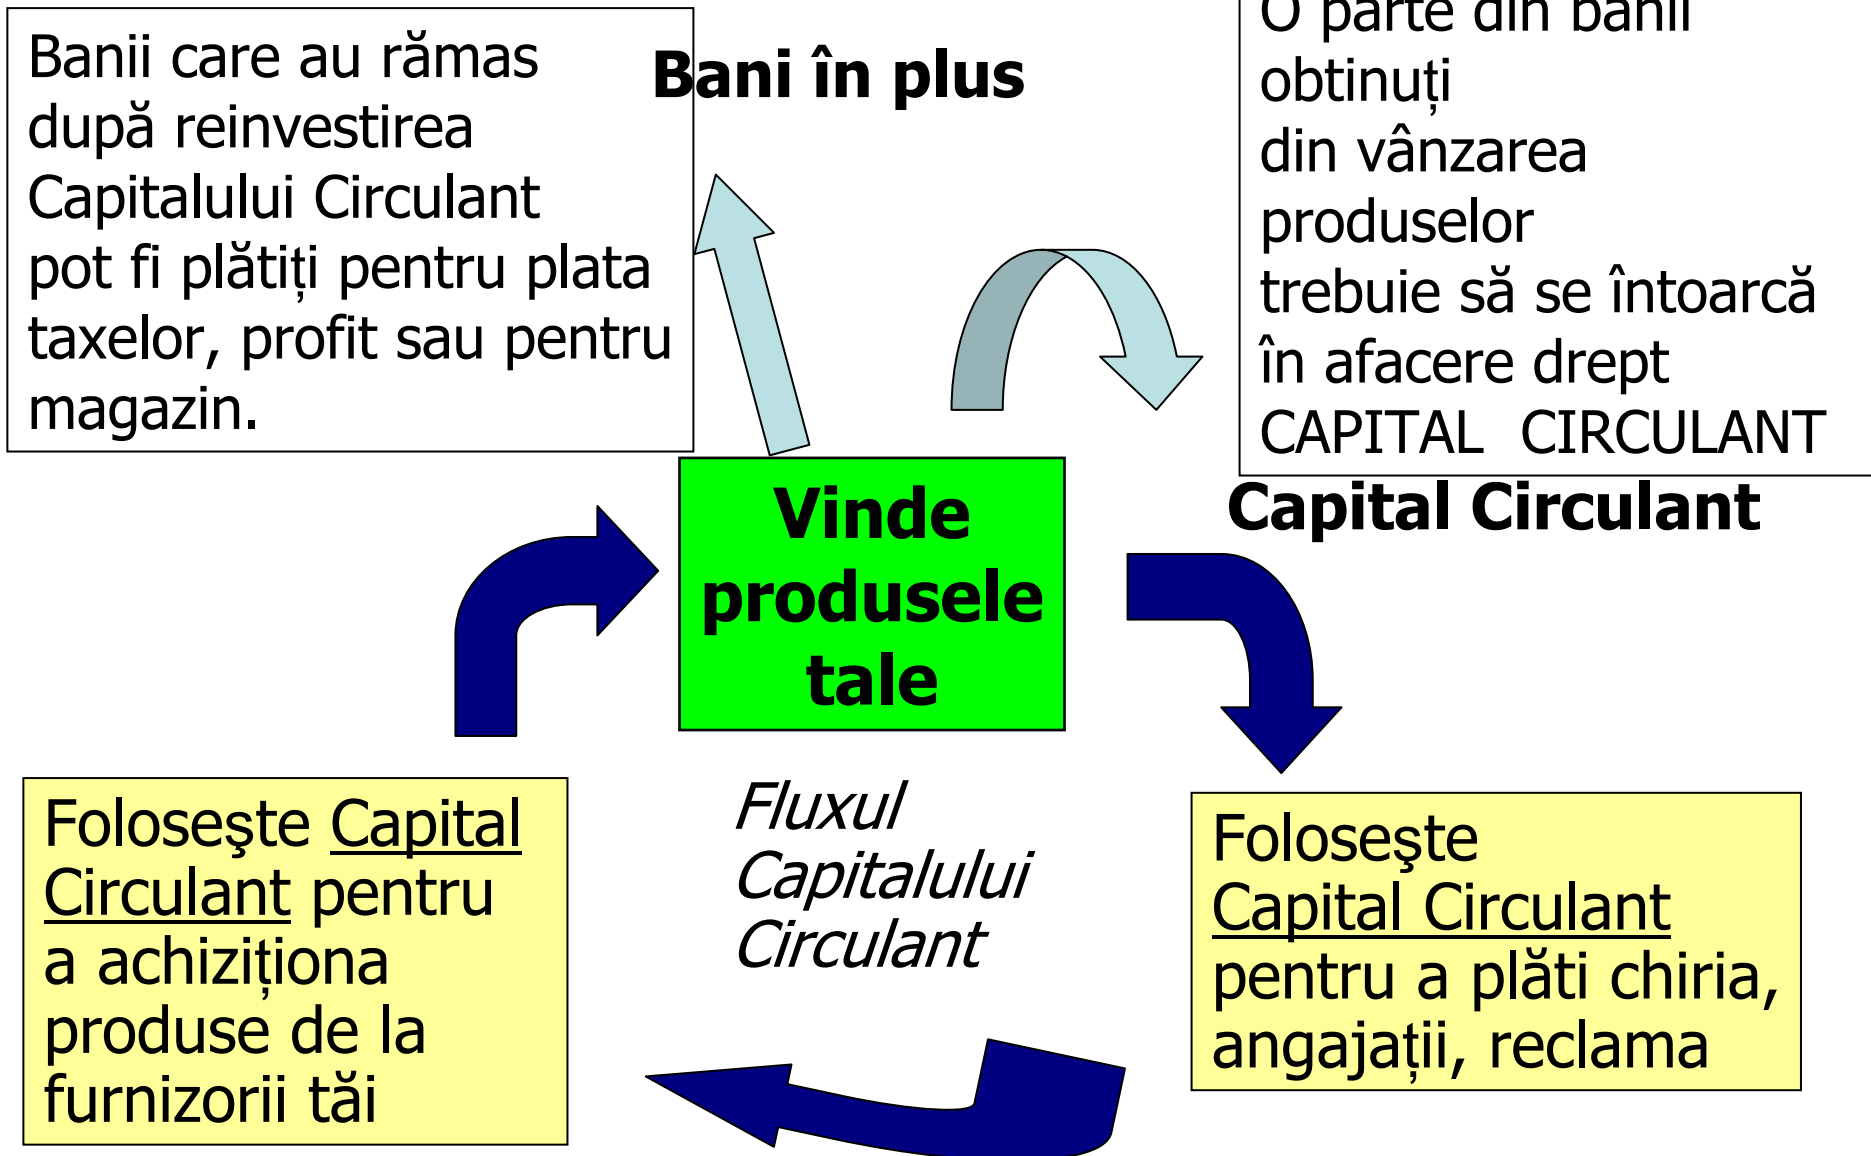 Banii care au rămas
după reinvestirea
Capitalului Circulant
pot fi plătiți pentru plata
taxelor, profit sau pentru
magazin.
Bani în plus
O parte din banii
obtinuți
din vânzarea
produselor
trebuie să se întoarcă
în afacere drept
CAPITAL CIRCULANT
Capital Circulant
Vinde
produsele
tale
Foloseşte Capital
Circulant pentru
a achiziționa
produse de la
furnizorii tăi
Fluxul
Capitalului
Circulant
Foloseşte
Capital Circulant
pentru a plăti chiria,
angajații, reclama